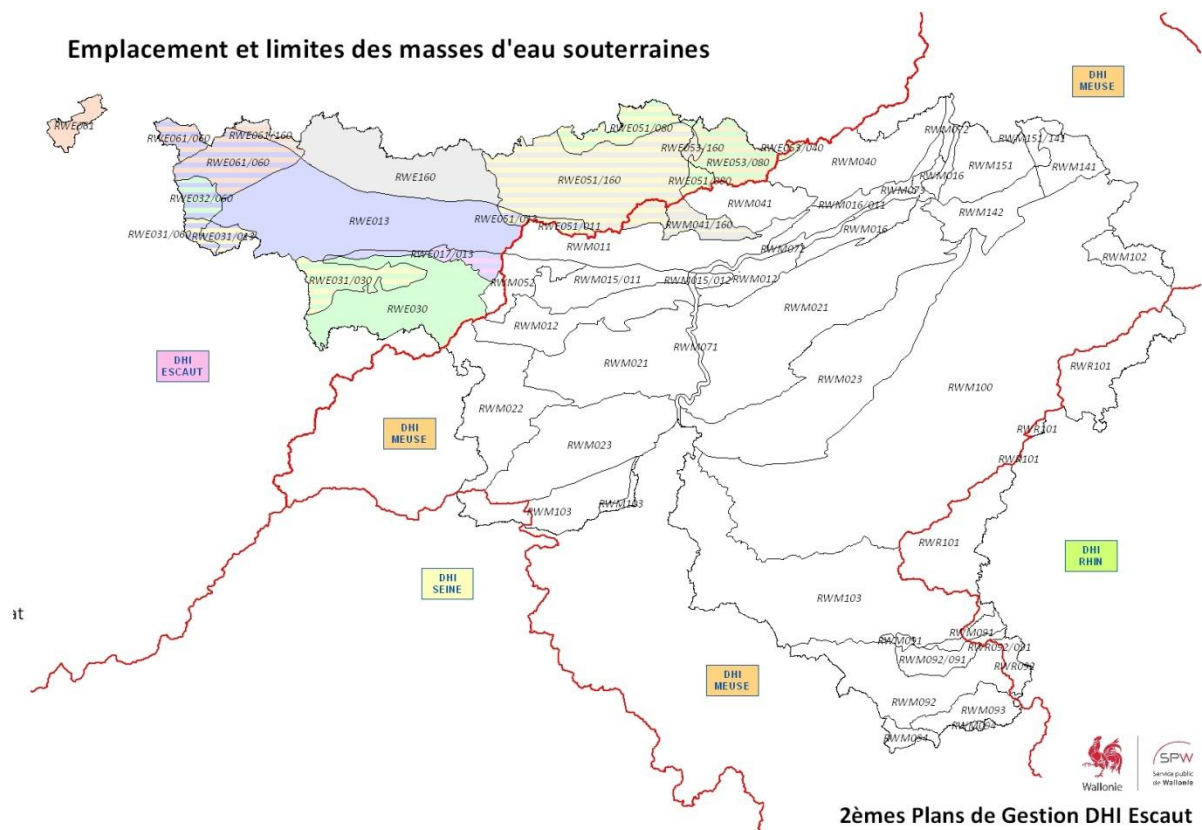 Emplacement et limites des masses d'eau souterraines
DHI
MEUSE
RWE061/060
RWE061/160
RWE051/080
RWM072
RWM151/141
RWE061/060
RWE160
RWE053/160
RWE053/040
RWE053/080
RWM040
RWM151
RWM141
RWE051/160
RWE051/080
RWM016
RWM073
RWE032/060
RWM041
RWM016/011
RWM142
RWE013
RWE051/013
RWE051/011
RWM041/160
RWM016
RWE031/060
RWM011
RWM071
RWM102
RWE017/013
RWE031/030
RWM052
RWM015/011
RWM015/012
RWM012
RWE030
RWM012
RWM021
DHI
ESCAUT
RWM021
RWM071
RWR101
RWM023
RWM100
RWM022
DHI
MEUSE
RWR101
RWM023
RWR101
RWM103
RWM103
RWR101
DHI
SEINE
DHI
RHIN
at
RWM103
RWM091
RWM091
RWR092/091
RWM092/091
RWR092
DHI
MEUSE
RWM092
RWM093
RWM094
RWM094
Wallonie
SPW
Service public
de Wallonie
2èmes Plans de Gestion DHI Escaut